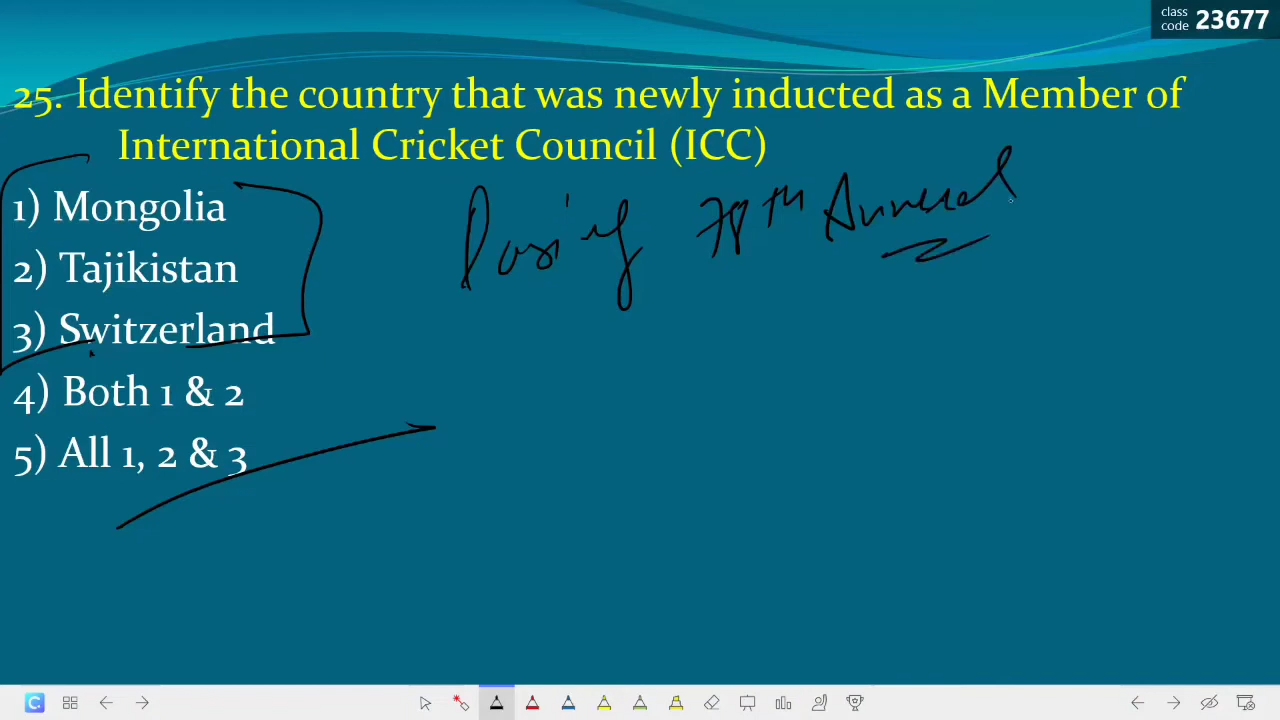 class
code 23677
25. Identify the country that was newly inducted as a Member of
International Cricket Council (ICC)
1) Mongolia
2) Tajikistan
3) Switzerland
4) Both 1 & 2
5) All 1, 2 & 3
78th Annual